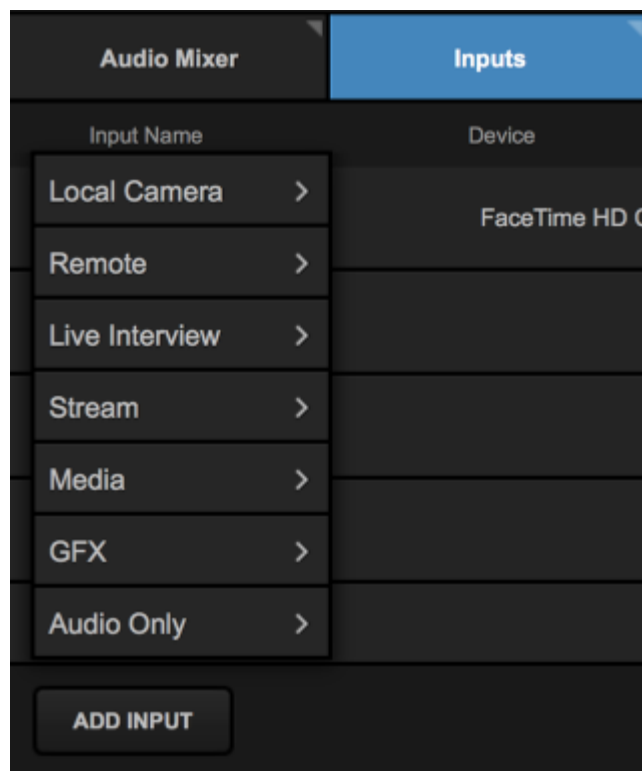 Audio Mixer Inputs
Input Name Device
Local Camera
FaceTime HD
Remote
Live Interview
Stream
Media
GFX
Audio Only
ADD INPUT